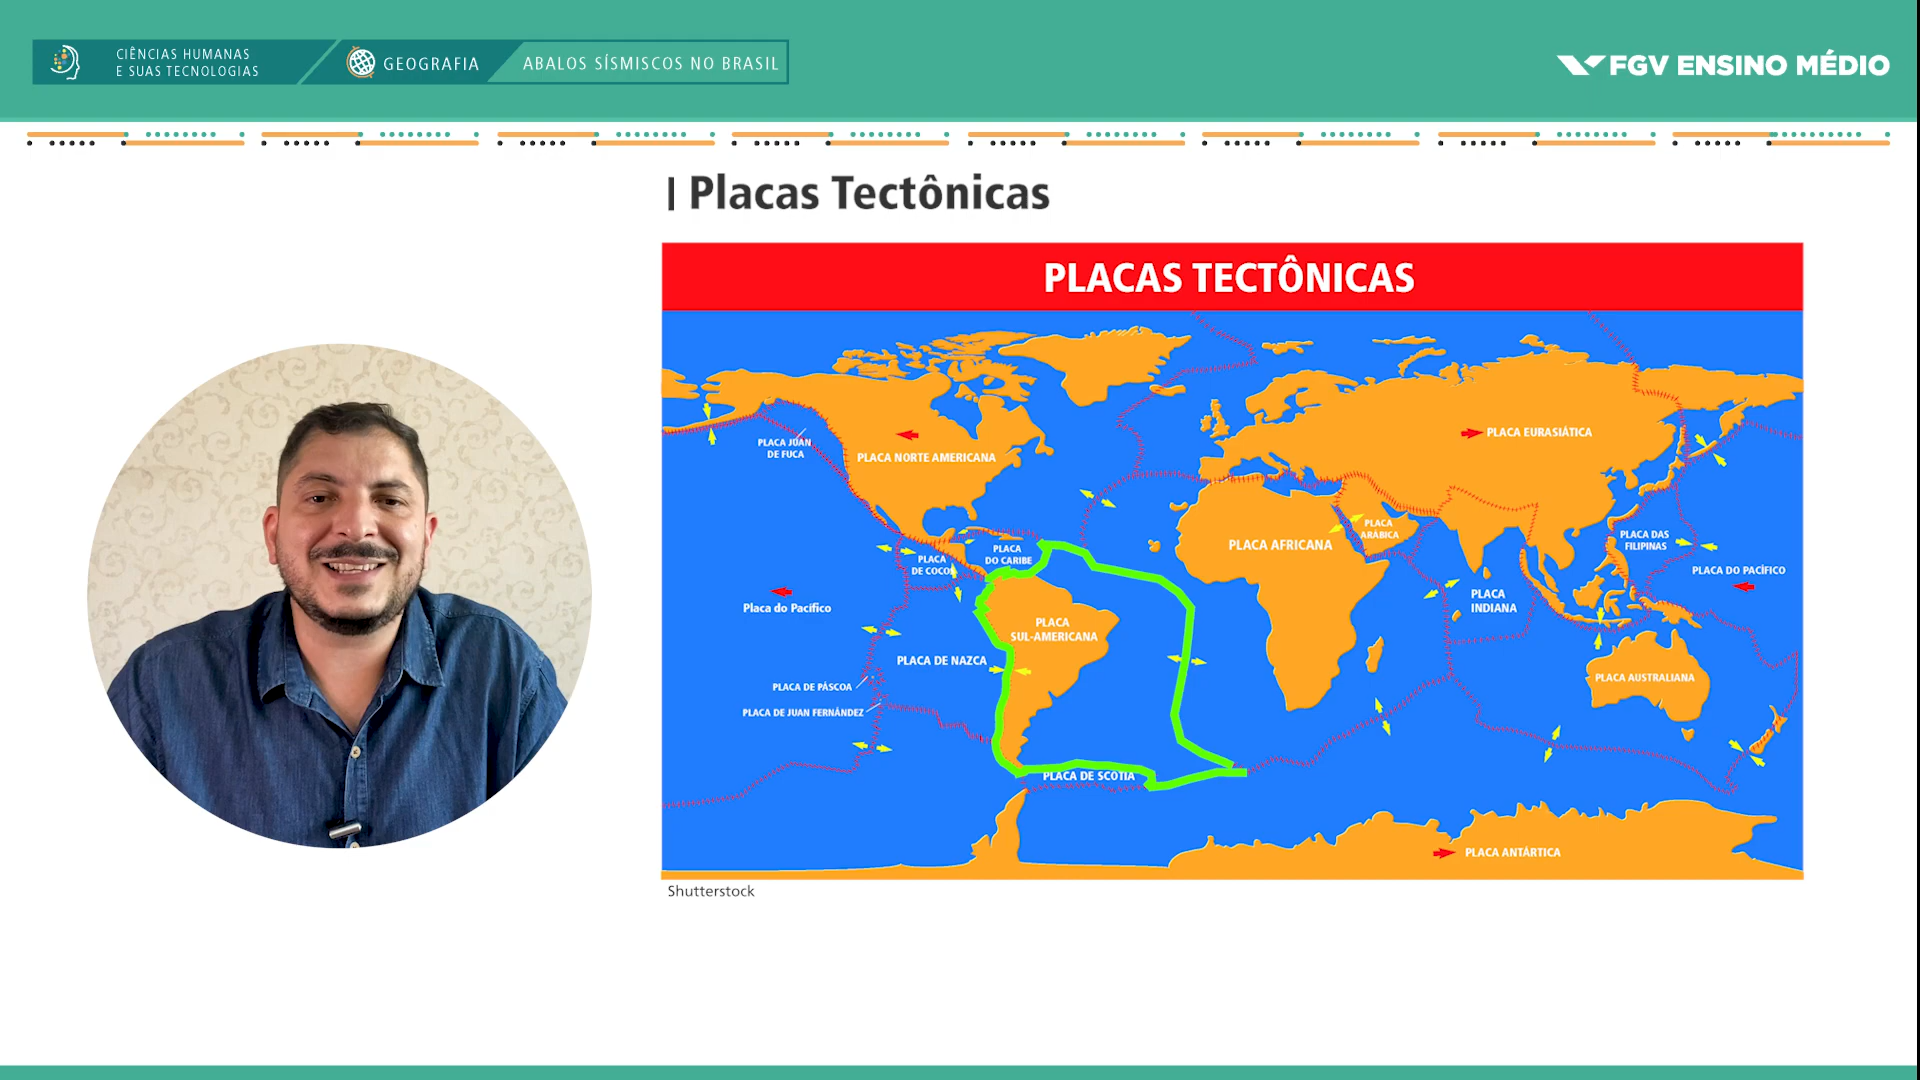 CIÊNCIAS HUMANAS
E SUAS TECNOLOGIAS
GEOGRAFIA
ABALOS SÍSMISCOS NO BRASIL
FGV ENSINO MÉDIO
| Placas Tectônicas
PLACAS TECTÔNICAS
PLACA JUAN
DE FUCA
PLACA NORTE AMERICANA
PLACA EURASIÁTICA
PLACA
ARÁBICA
PLACA AFRICANA
PLACA DAS
FILIPINAS
PLACA
DO CARIBE
PLACA
DE COCOS
PLACA DO PACÍFICO
Placa do Pacífico
PLACA
INDIANA
PLACA
SUL-AMERICANA
PLACA DE NAZCA
PLACA AUSTRALIANA
PLACA DE PÁSCOA
PLACA DE JUAN FERNÁNDEZ
PLACA DE SCOTIA
PLACA ANTÁRTICA
Shutterstock